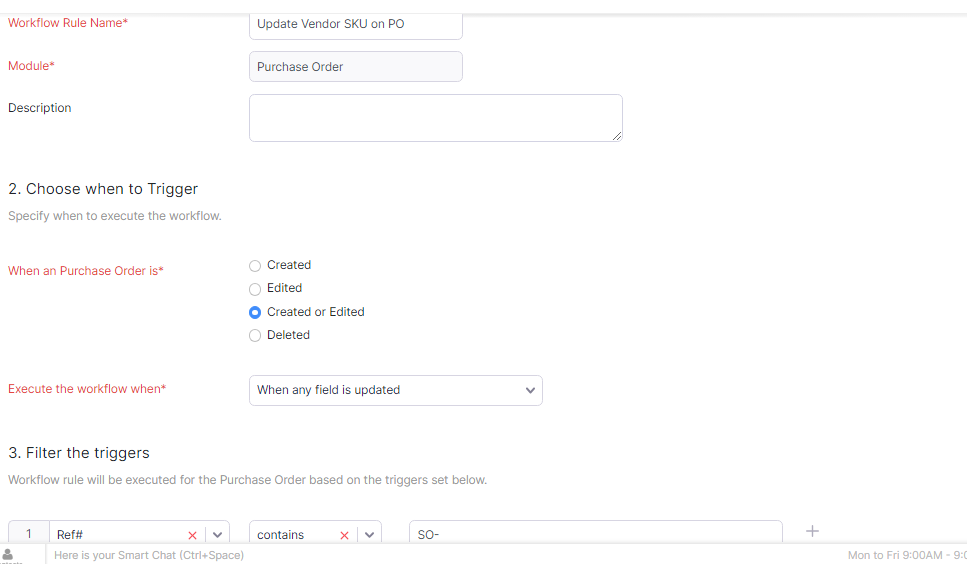 Workflow Rule Name*
Update Vendor SKU on PO
Module*
Purchase Order
Description
2. Choose when to Trigger
Specify when to execute the workflow.
When an Purchase Order is*
Created
Edited
Created or Edited
Deleted
Execute the workflow when*
When any field is updated
3. Filter the triggers
Workflow rule will be executed for the Purchase Order based on the triggers set below.
1 Ref# contains SO-
Here is your Smart Chat (Ctrl+Space)
Mon to Fri 9:00AM - 9:0